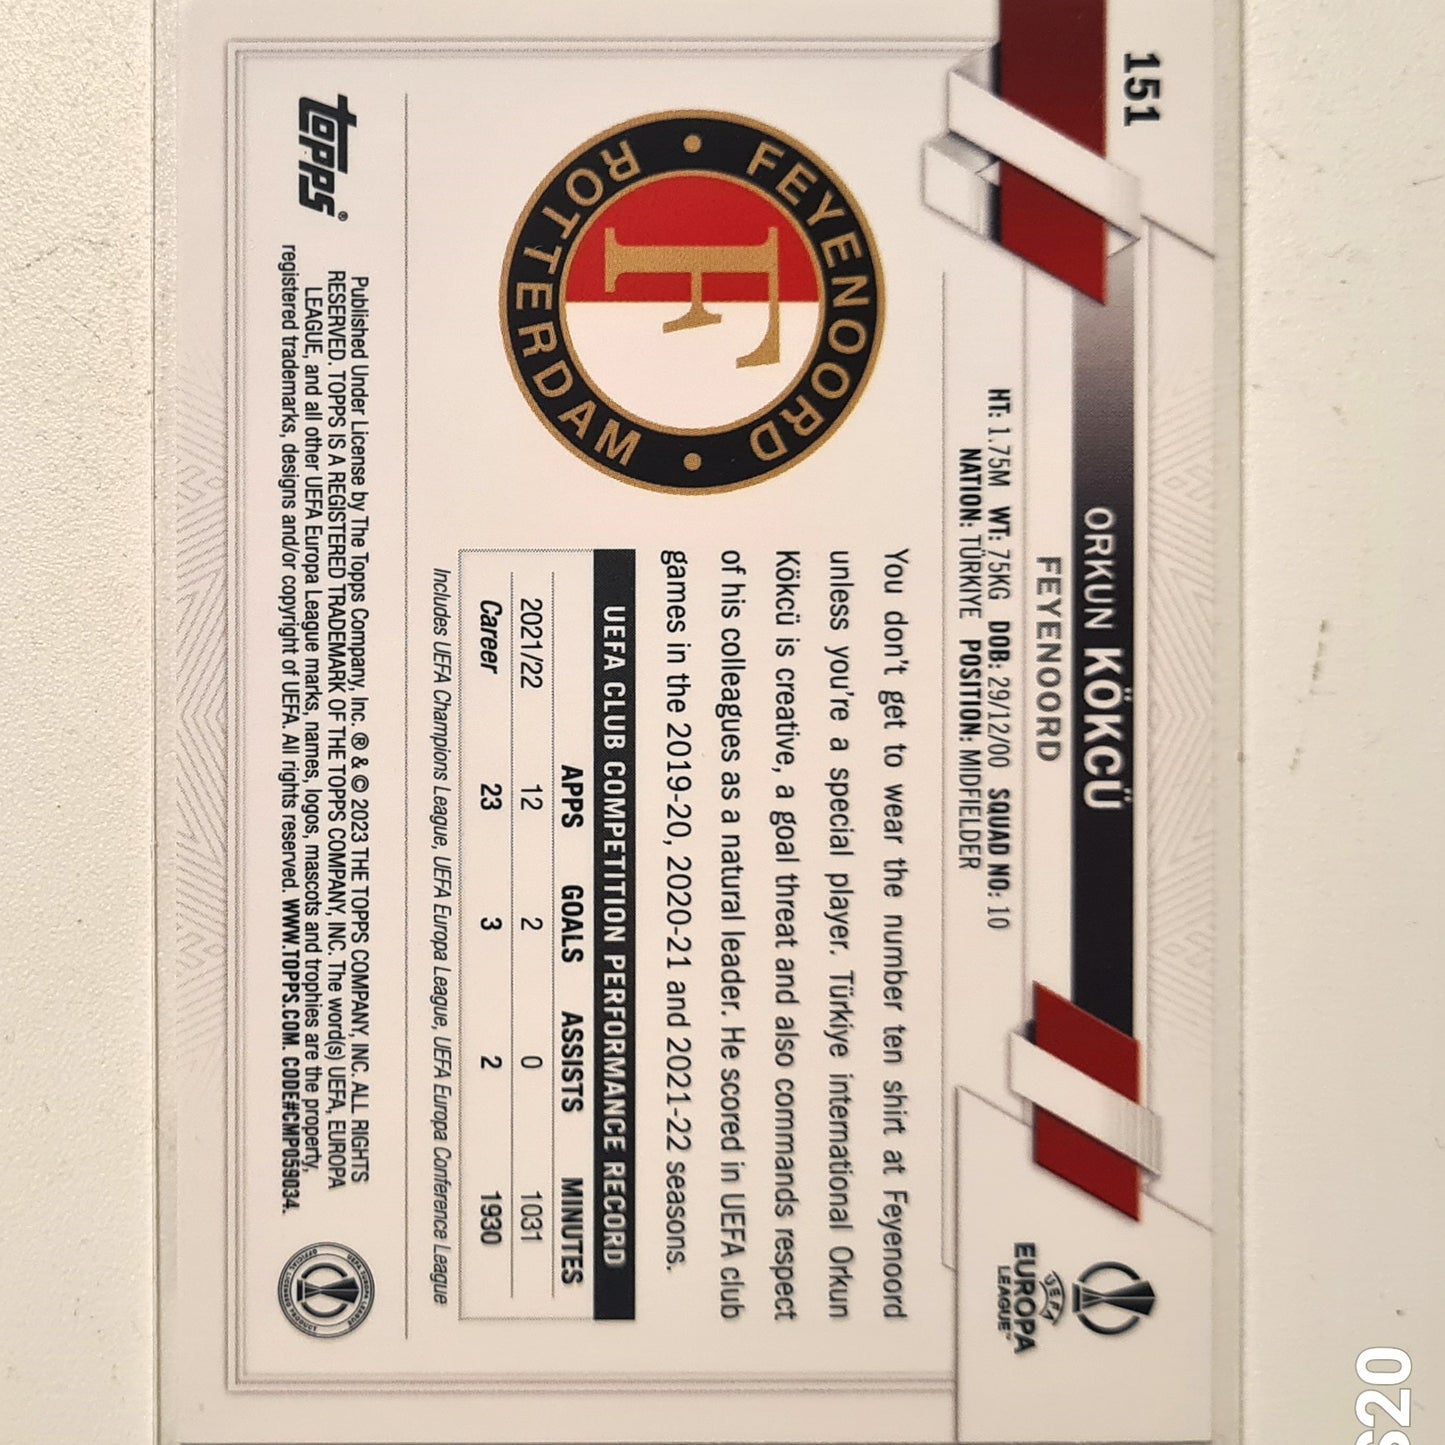 151
ORKUN KÖKCÜ
FEYENOORD
HT: 1.75M WT: 75KG DOB: 29/12/00 SQUAD NO: 10
NATION: TÜRKIYE POSITION: MIDFIELDER
UEFA
EUROPA
LEAGUE™
FEYENOORD
ROTTERDAM
F
You don't get to wear the number ten shirt at Feyenoord
unless you're a special player. Türkiye international Orkun
Kökcü is creative, a goal threat and also commands respect
of his colleagues as a natural leader. He scored in UEFA club
games in the 2019-20, 2020-21 and 2021-22 seasons.
UEFA CLUB COMPETITION PERFORMANCE RECORD
APPS GOALS ASSISTS MINUTES
2021/22 12 2 0 1031
Career 23 3 2 1930
Includes UEFA Champions League, UEFA Europa League, UEFA Europa Conference League
topps®
Published Under License by The Topps Company, Inc. ® & © 2023 THE TOPPS COMPANY, INC. ALL RIGHTS
RESERVED. TOPPS IS A REGISTERED TRADEMARK OF THE TOPPS COMPANY, INC. The word(s) UEFA, EUROPA
LEAGUE, and all other UEFA Europa League marks, names, logos, mascots and trophies are the property,
registered trademarks, designs and/or copyright of UEFA. All rights reserved. WWW.TOPPS.COM. CODE#CMP059034.
S20